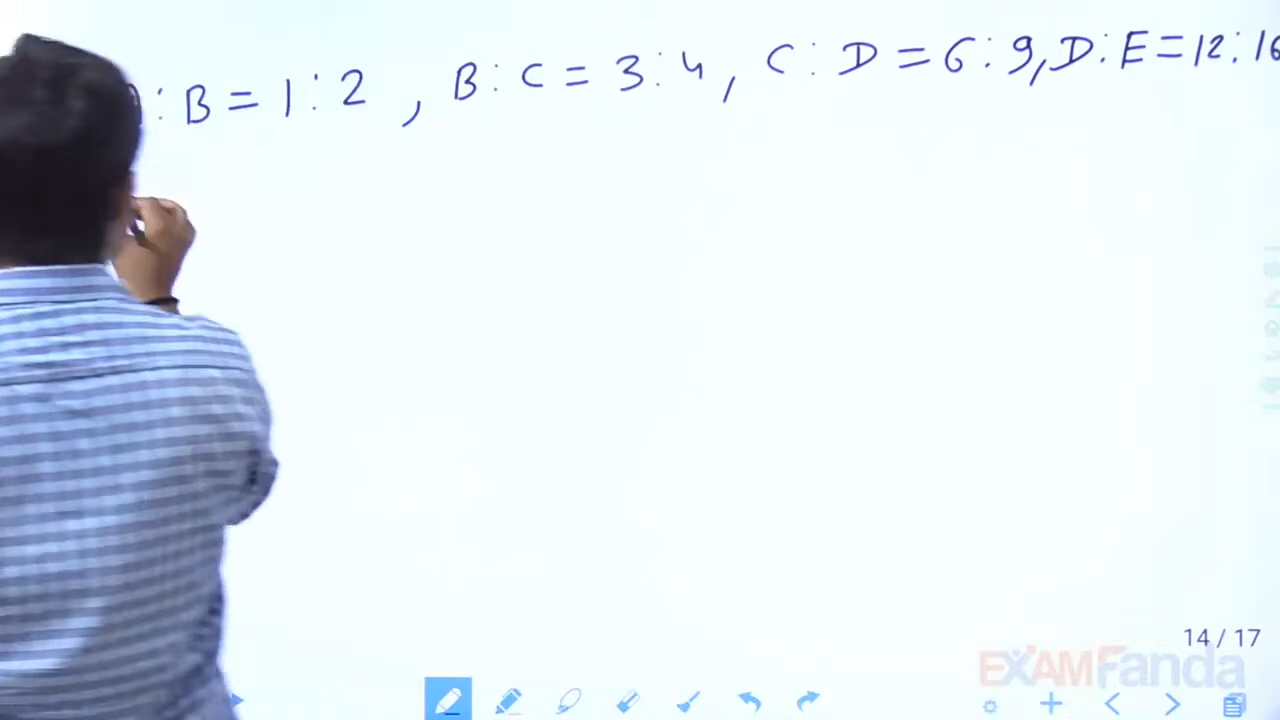 : B = 1 : 2 , B : C = 3 : 4 , C : D = 6 : 9, D : E = 12 : 16
14 / 17
EXAMFanda